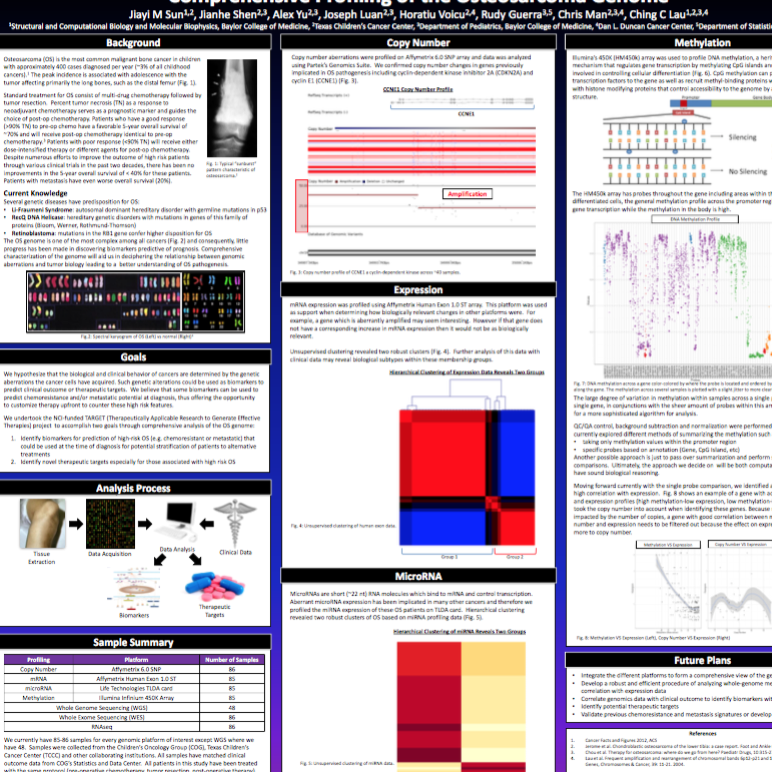 Comprehensive Profiling of the Osteosarcoma Genome
Jiayi M Sun1,2, Jianhe Shen2,3, Alex Yu2,3, Joseph Luan2,3, Horatiu Voicu2,4, Rudy Guerra3,5, Chris Man2,3,4, Ching C Lau1,2,3,4
1Structural and Computational Biology and Molecular Biophysics, Baylor College of Medicine, 2Texas Children's Cancer Center, 3Department of Pediatrics, Baylor College of Medicine, 4Dan L. Duncan Cancer Center, 5Department of Statistics
Background
Osteosarcoma (OS) is the most common malignant bone cancer in children
with approximately 400 cases diagnosed per year (~3% of all childhood
cancers).1 The peak incidence is associated with adolescence with the
tumor affecting primarily the long bones, such as the distal femur (Fig. 1).
Standard treatment for OS consists of multi-drug chemotherapy followed by
tumor resection. Percent tumor necrosis (TN) as a response to
neoadjuvant chemotherapy serves as a prognostic marker and guides the
choice of post-op chemotherapy. Patients who have a good response
(>90% TN) to pre-op chemo have a favorable 5-year overall survival of
~70% and will receive post-op chemotherapy identical to pre-op
chemotherapy.3 Patients with poor response (<90% TN) will receive either
dose-intensified therapy or different agents for post-op chemotherapy.
Despite numerous efforts to improve the outcome of high risk patients
through various clinical trials in the past two decades, there has been no
improvements in the 5-year overall survival of < 40% for these patients.
Patients with metastasis have even worse overall survival (20%).
Fig. 1: Typical "sunburst"
pattern characteristic of
osteosarcoma.2
Current Knowledge
Several genetic diseases have predisposition for OS:
• Li-Fraumeni Syndrome: autosomal dominant hereditary disorder with germline mutations in p53
• RecQ DNA Helicase: hereditary genetic disorders with mutations in genes of this family of
proteins (Bloom, Werner, Rothmund-Thomson)
• Retinoblastoma: mutations in the RB1 gene confer higher disposition for OS
The OS genome is one of the most complex among all cancers (Fig. 2) and consequently, little
progress has been made in discovering biomarkers predictive of prognosis. Comprehensive
characterization of the genome will aid us in deciphering the relationship between genomic
aberrations and tumor biology leading to a better understanding of OS pathogenesis.
Fig. 2: Spectral karyogram of OS (Left) vs normal (Right)4
Goals
We hypothesize that the biological and clinical behavior of cancers are determined by the genetic
aberrations the cancer cells have acquired. Such genetic alterations could be used as biomarkers to
predict clinical outcome or therapeutic targets. We believe that some biomarkers can be used to
predict chemoresistance and/or metastatic potential at diagnosis, thus offering the opportunity
to customize therapy upfront to counter these high risk features.
We undertook the NCI-funded TARGET (Therapeutically Applicable Research to Generate Effective
Therapies) project to accomplish two goals through comprehensive analysis of the OS genome:
1. Identify biomarkers for prediction of high-risk OS (e.g. chemoresistant or metastatic) that
could be used at the time of diagnosis for potential stratification of patients to alternative
treatments
2. Identify novel therapeutic targets especially for those associated with high risk OS
Analysis Process
Tissue
Extraction
Data Acquisition
Data Analysis
Clinical Data
Biomarkers
Therapeutic
Targets
Sample Summary
Profiling Platform Number of Samples
Copy Number Affymetrix 6.0 SNP 86
mRNA Affymetrix Human Exon 1.0 ST 85
microRNA Life Technologies TLDA card 85
Methylation Illumina Infinium 450K Array 85
Whole Genome Sequencing (WGS) 48
Whole Exome Sequencing (WES) 86
RNAseq 86
We currently have 85-86 samples for every genomic platform of interest except WGS where we
have 48. Samples were collected from the Children's Oncology Group (COG), Texas Children's
Cancer Center (TCCC) and other collaborating institutions. All samples have matched clinical
outcome data from COG's Statistics and Data Center. All patients in this study have been treated
with the same protocol (pre-operative chemotherapy, tumor resection, post-operative therapy)
Copy Number
Copy number aberrations were profiled on Affymetrix 6.0 SNP array and data was analyzed
using Partek's Genomics Suite. We confirmed copy number changes in genes previously
implicated in OS pathogenesis including cyclin-dependent kinase inhibitor 2A (CDKN2A) and
cyclin E1 (CCNE1) (Fig. 3).
CCNE1 Copy Number Profile
CCNE1
Copy Number
Amplification
Database of Genomic Variants
Fig. 3: Copy number profile of CCNE1 a cyclin-dependent kinase across ~40 samples.
Expression
mRNA expression was profiled using Affymetrix Human Exon 1.0 ST array. This platform was used
as support when determining how biologically relevant changes in other platforms were. For
example, a gene which is aberrantly amplified may seem interesting. However if that gene does
not have a corresponding increase in mRNA expression then it would not be as biologically
relevant.
Unsupervised clustering revealed two robust clusters (Fig. 4). Further analysis of this data with
clinical data may reveal biological subtypes within these membership groups.
Hierarchical Clustering of Expression Data Reveals Two Groups
Fig. 4: Unsupervised clustering of human exon data.
Group 1
Group 2
MicroRNA
MicroRNAs are short (~22 nt) RNA molecules which bind to mRNA and control transcription.
Aberrant microRNA expression has been implicated in many other cancers and therefore we
profiled the miRNA expression of these OS patients on TLDA card. Hierarchical clustering
revealed two robust clusters of OS based on miRNA profiling data (Fig. 5).
Hierarchical Clustering of miRNA Reveals Two Groups
Fig. 5: Unsupervised clustering of miRNA data.
Methylation
Illumina's 450K (HM450k) array was used to profile DNA methylation, a
mechanism that regulates gene transcription by methylating CpG islands
involved in controlling cellular differentiation (Fig. 6). CpG methylation can
transcription factors to the gene as well as recruit methyl-binding proteins
with histone modifying proteins that control accessibility to the genome by
structure.
Promoter
Silencing
No Silencing
The HM450k array has probes throughout the gene including areas within
differentiated cells, the general methylation profile across the promoter
gene transcription while the methylation in the body is high.
DNA Methylation Profile
Fig. 7: DNA methylation across a gene color-colored by where the probe is located and ordered
along the gene. The methylation across several samples is plotted with a slight jitter to more
The large degree of variation in methylation within samples across a single
single gene, in conjunctions with the sheer amount of probes within this
for a more sophisticated algorithm for analysis.
QC/QA control, background subtraction and normalization were performed
currently explored different methods of summarizing the methylation such
• taking only methylation values within the promoter region
• specific probes based on annotation (Gene, CpG Island, etc)
Another possible approach is just to pass over summarization and perform
comparisons. Ultimately, the approach we decide on will be both
have sound biological reasoning.
Moving forward currently with the single probe comparison, we identified
high correlation with expression. Fig. 8 shows an example of a gene with
and expression profiles (high methylation-low expression, low methylation-
took the copy number into account when identifying these genes. Because
impacted by the number of copies, a gene with good correlation between
number and expression needs to be filtered out because the effect on
more to copy number.
Methylation VS Expression
Copy Number VS Expression
Fig. 8: Methylation VS Expression (Left), Copy Number VS Expression (Right)
Future Plans
• Integrate the different platforms to form a comprehensive view of the
• Develop a robust and efficient procedure of analyzing whole-genome
correlation with expression data
• Correlate genomics data with clinical outcome to identify biomarkers
• Identify potential therapeutic targets
• Validate previous chemoresistance and metastasis signatures or
References
1. Cancer Facts and Figures 2012, ACS
2. Jerome et al. Chondroblastic osteosarcoma of the lower tibia: a case report. Foot and Ankle
3. Chou et al. Therapy for osteosarcoma: where do we go from here? Paediatr Drugs, 10:315-
4. Lau et al. Frequent amplification and rearrangement of chromosomal bands 6p12-p21 and
Genes, Chromosomes & Cancer, 39: 11-21, 2004.